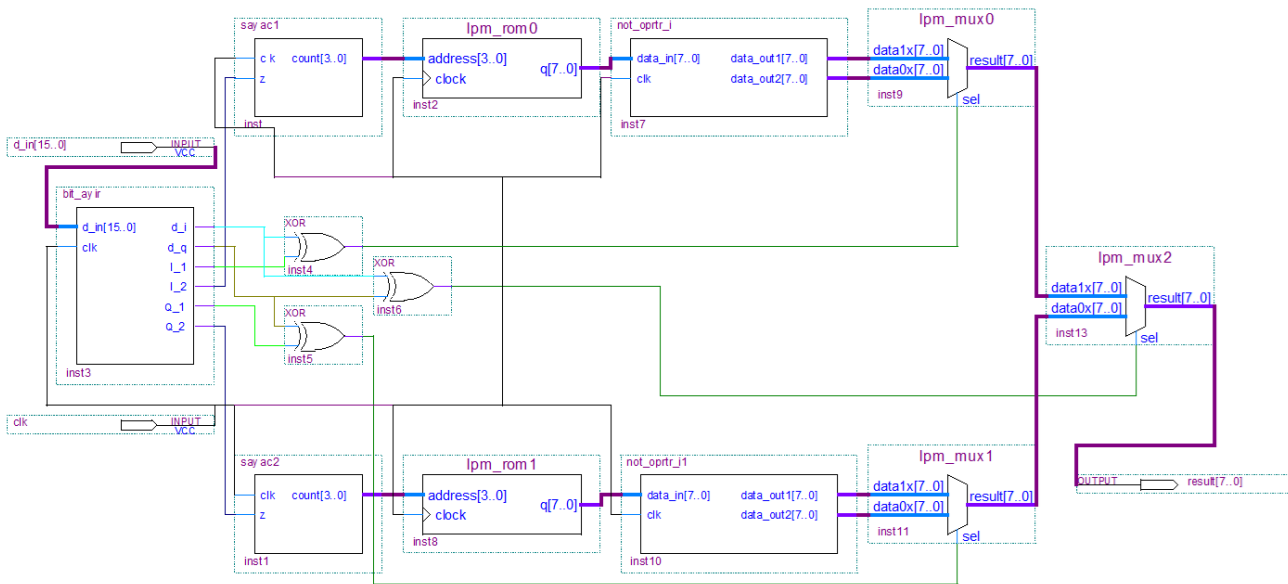 sayac1
clk count[3..0]
z
inst
lpm_rom0
address[3..0]
q[7..0]
clock
inst2
not_oprtr_i
data_in[7..0] data_out1[7..0]
clk data_out2[7..0]
inst7
lpm_mux0
data1x[7..0]
result[7..0]
data0x[7..0]
inst9
sel
d_in[15..0] INPUT
VCC
bit_ayir
d_in[15..0] d_i
clk d_q
I_1
I_2
Q_1
Q_2
inst3
XOR
inst4
XOR
inst6
XOR
inst5
lpm_mux2
data1x[7..0]
result[7..0]
data0x[7..0]
inst13
sel
clk INPUT
VCC
sayac2
clk count[3..0]
z
inst1
lpm_rom1
address[3..0]
q[7..0]
clock
inst8
not_oprtr_i1
data_in[7..0] data_out1[7..0]
clk data_out2[7..0]
inst10
lpm_mux1
data1x[7..0]
result[7..0]
data0x[7..0]
inst11
sel
OUTPUT result[7..0]